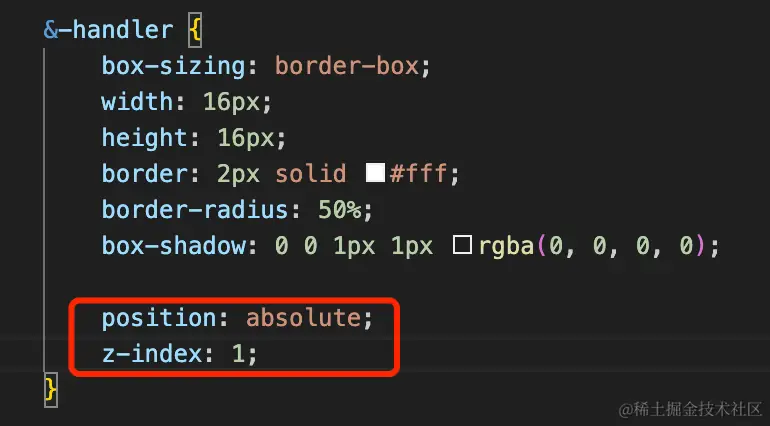 &-handler {
box-sizing: border-box;
width: 16px;
height: 16px;
border: 2px solid #fff;
border-radius: 50%;
box-shadow: 0 0 1px 1px rgba(0, 0, 0, 0);
position: absolute;
z-index: 1;
}
@稀土掘金技术社区